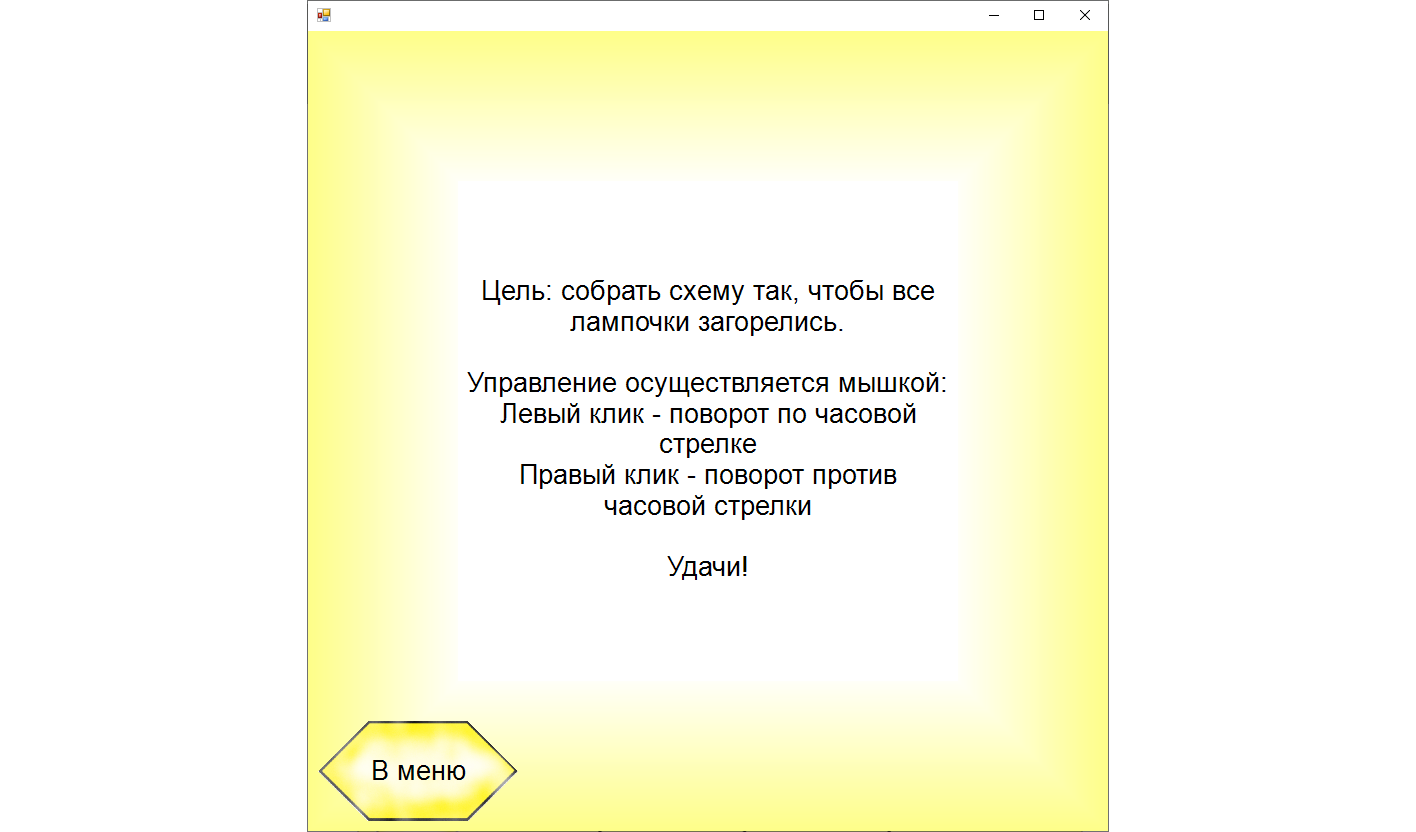 Цель: собрать схему так, чтобы все
лампочки загорелись.
Управление осуществляется мышкой:
Левый клик - поворот по часовой
стрелке
Правый клик - поворот против
часовой стрелки
Удачи!
В меню